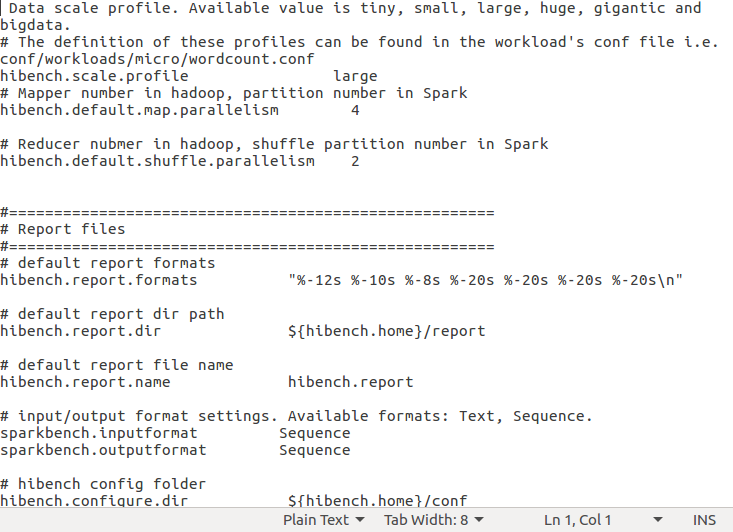 Data scale profile. Available value is tiny, small, large, huge, gigantic and
bigdata.
# The definition of these profiles can be found in the workload's conf file i.e.
conf/workloads/micro/wordcount.conf
hibench.scale.profile               large
# Mapper number in hadoop, partition number in Spark
hibench.default.map.parallelism        4

# Reducer nubmer in hadoop, shuffle partition number in Spark
hibench.default.shuffle.parallelism    2


#======================================================
# Report files
#======================================================
# default report formats
hibench.report.formats          "%-12s %-10s %-8s %-20s %-20s %-20s %-20s\n"

# default report dir path
hibench.report.dir              ${hibench.home}/report

# default report file name
hibench.report.name             hibench.report

# input/output format settings. Available formats: Text, Sequence.
sparkbench.inputformat         Sequence
sparkbench.outputformat        Sequence

# hibench config folder
hibench.configure.dir           ${hibench.home}/conf
Plain Text Tab Width: 8 Ln 1, Col 1 INS